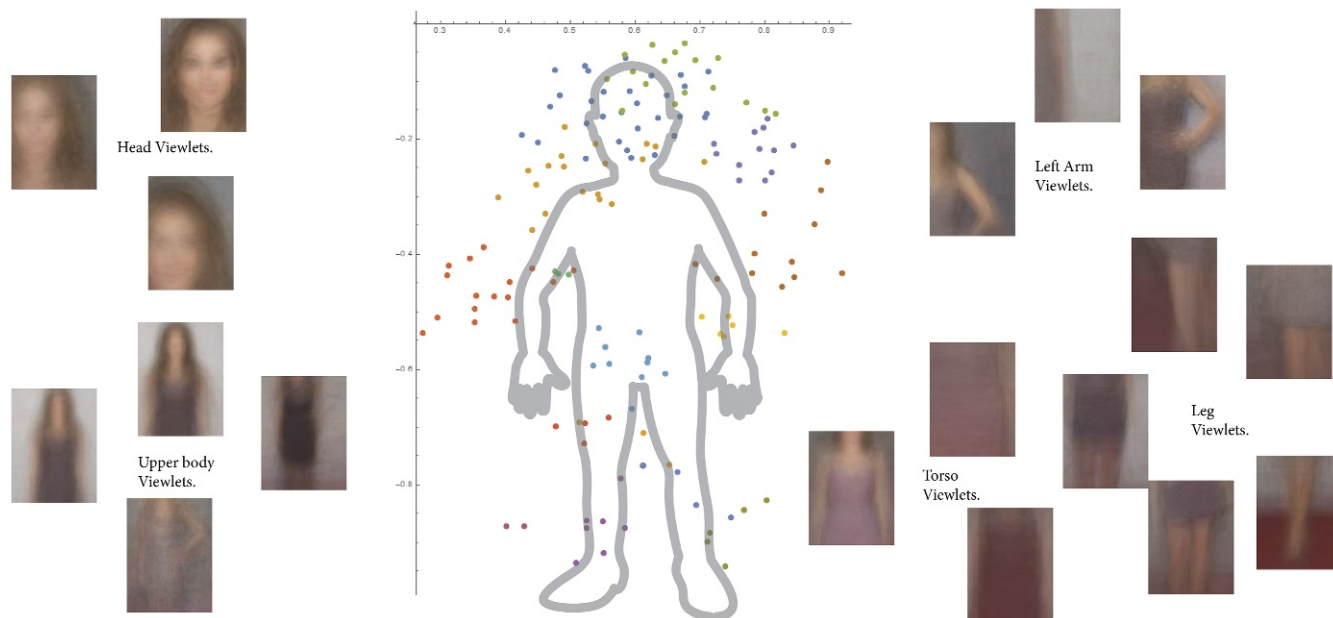 0.3 0.4 0.5 0.6 0.7 0.8 0.9
-0.2
-0.4
-0.6
-0.8
Head Viewlets.
Upper body
Viewlets.
Left Arm
Viewlets.
Torso
Viewlets.
Leg
Viewlets.